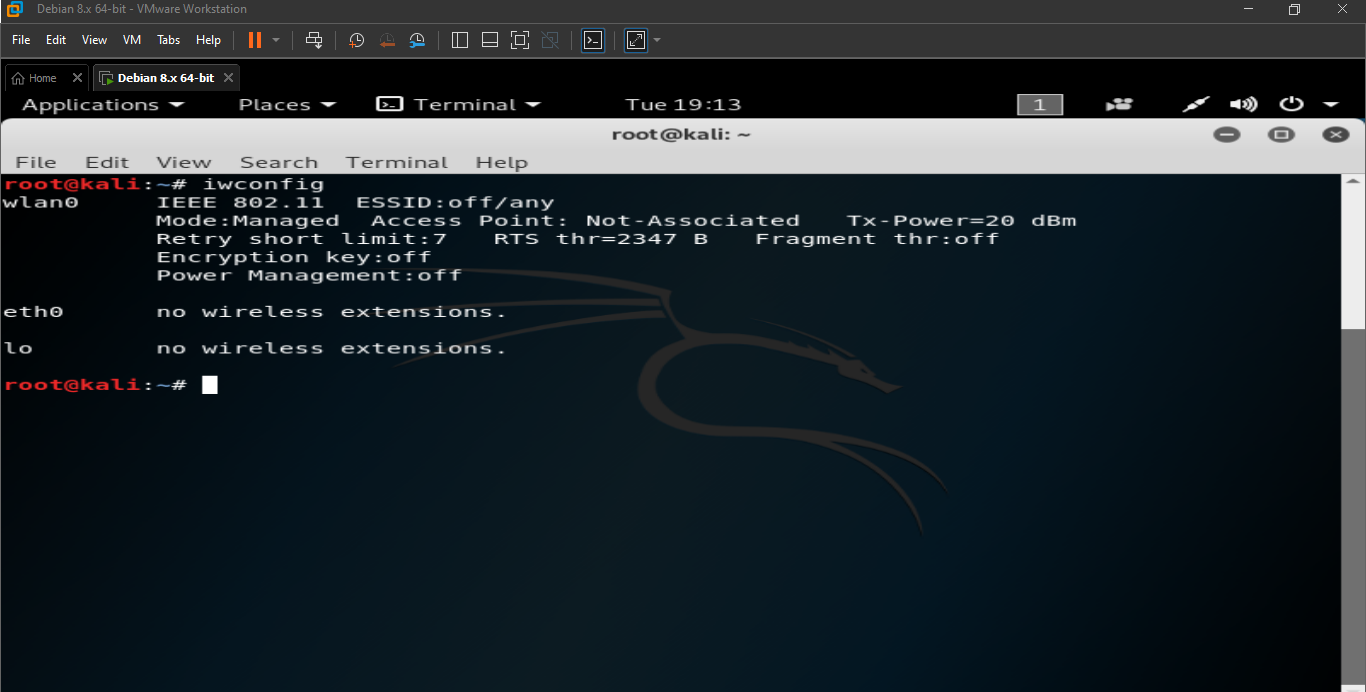 Debian 8.x 64-bit - VMware Workstation
File Edit View VM Tabs Help
Home Debian 8.x 64-bit
Applications Places Terminal Tue 19:13 1
root@kali: ~
File Edit View Search Terminal Help
root@kali:~# iwconfig
wlan0 IEEE 802.11 ESSID:off/any
Mode:Managed Access Point: Not-Associated Tx-Power=20 dBm
Retry short limit:7 RTS thr=2347 B Fragment thr:off
Encryption key:off
Power Management:off
eth0 no wireless extensions.
lo no wireless extensions.
root@kali:~#